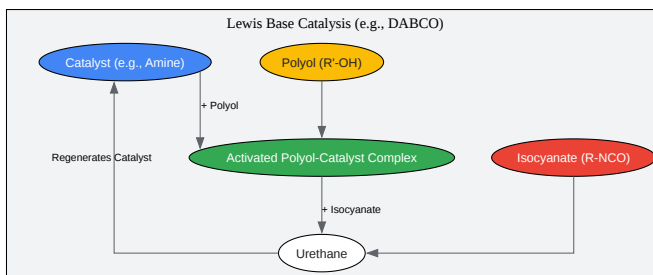 Lewis Base Catalysis (e.g., DABCO)
Catalyst (e.g., Amine)
Polyol (R'-OH)
+ Polyol
Regenerates Catalyst
Activated Polyol-Catalyst Complex
Isocyanate (R-NCO)
+ Isocyanate
Urethane